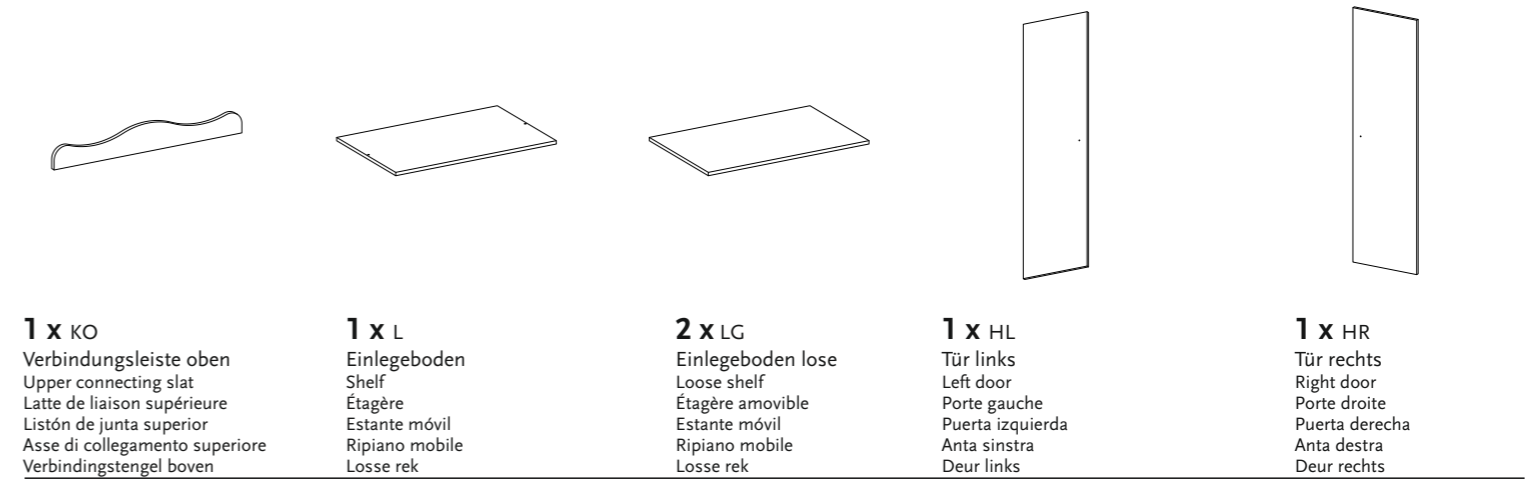 1 x KO
Verbindungsleiste oben
Upper connecting slat
Latte de liaison supérieure
Listón de junta superior
Asse di collegamento superiore
Verbindingstengel boven
1 x L
Einlegeboden
Shelf
Étagère
Estante móvil
Ripiano mobile
Losse rek
2 x LG
Einlegeboden lose
Loose shelf
Étagère amovible
Estante móvil
Ripiano mobile
Losse rek
1 x HL
Tür links
Left door
Porte gauche
Puerta izquierda
Anta sinstra
Deur links
1 x HR
Tür rechts
Right door
Porte droite
Puerta derecha
Anta destra
Deur rechts